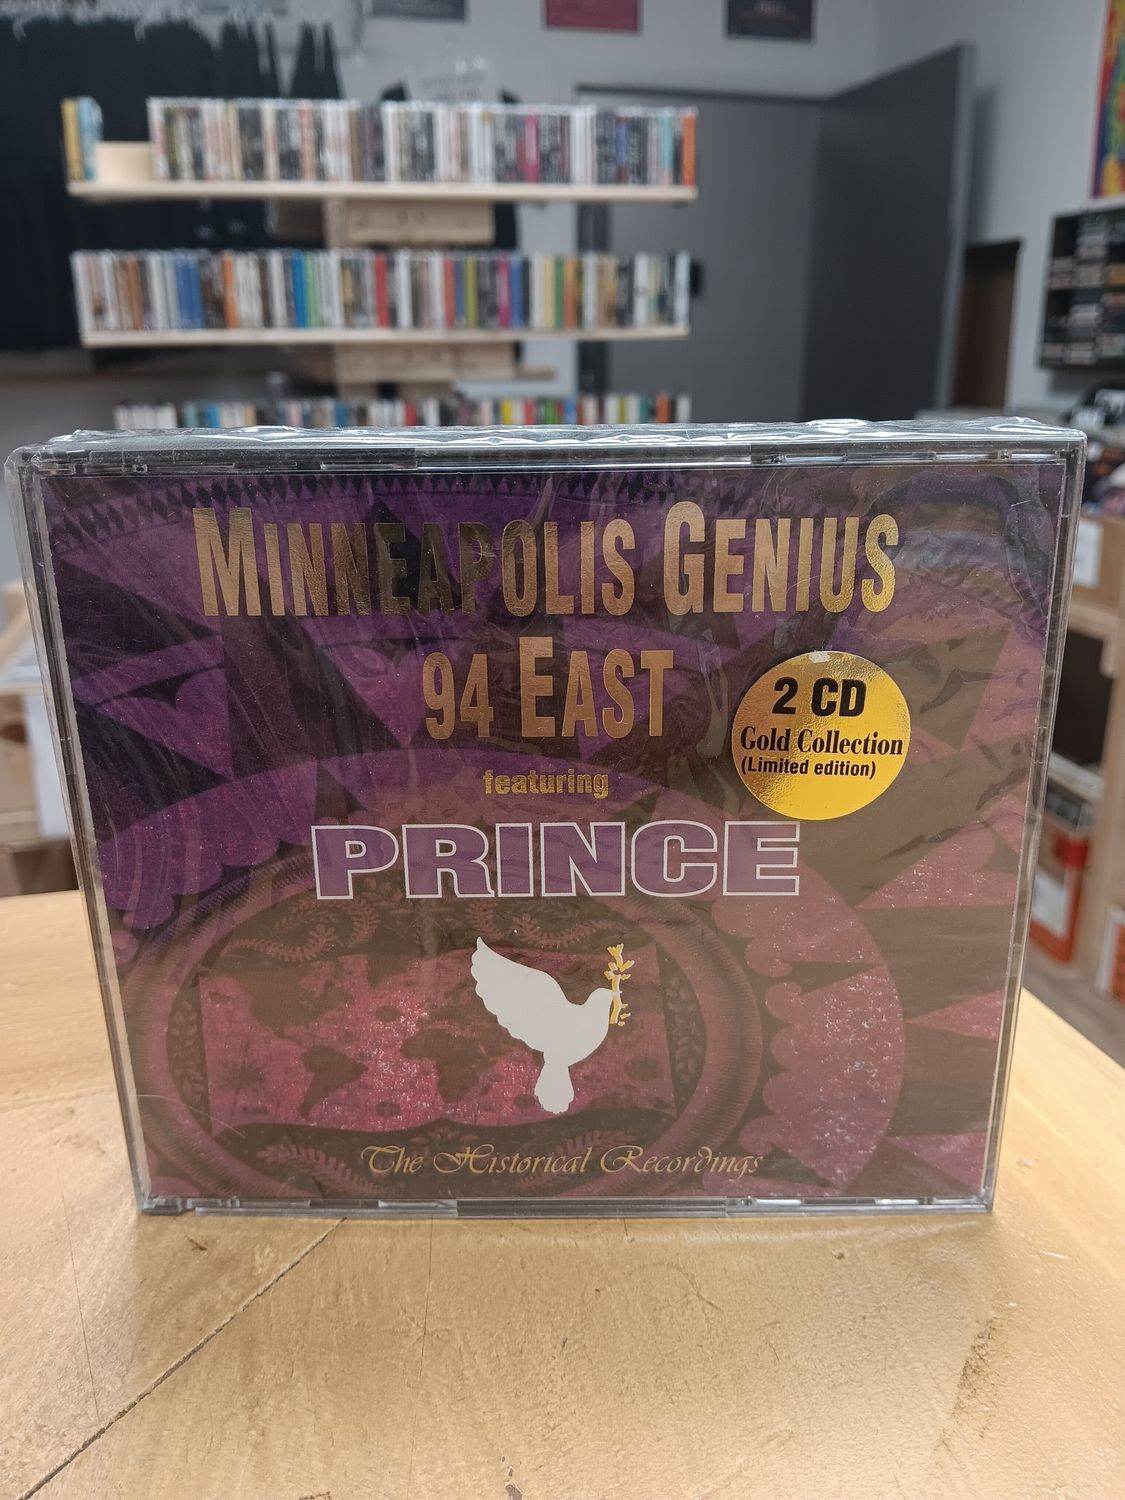 Minneapolis Genius
94 East
2 CD
Gold Collection
(Limited edition)
featuring
PRINCE
The Historical Recordings